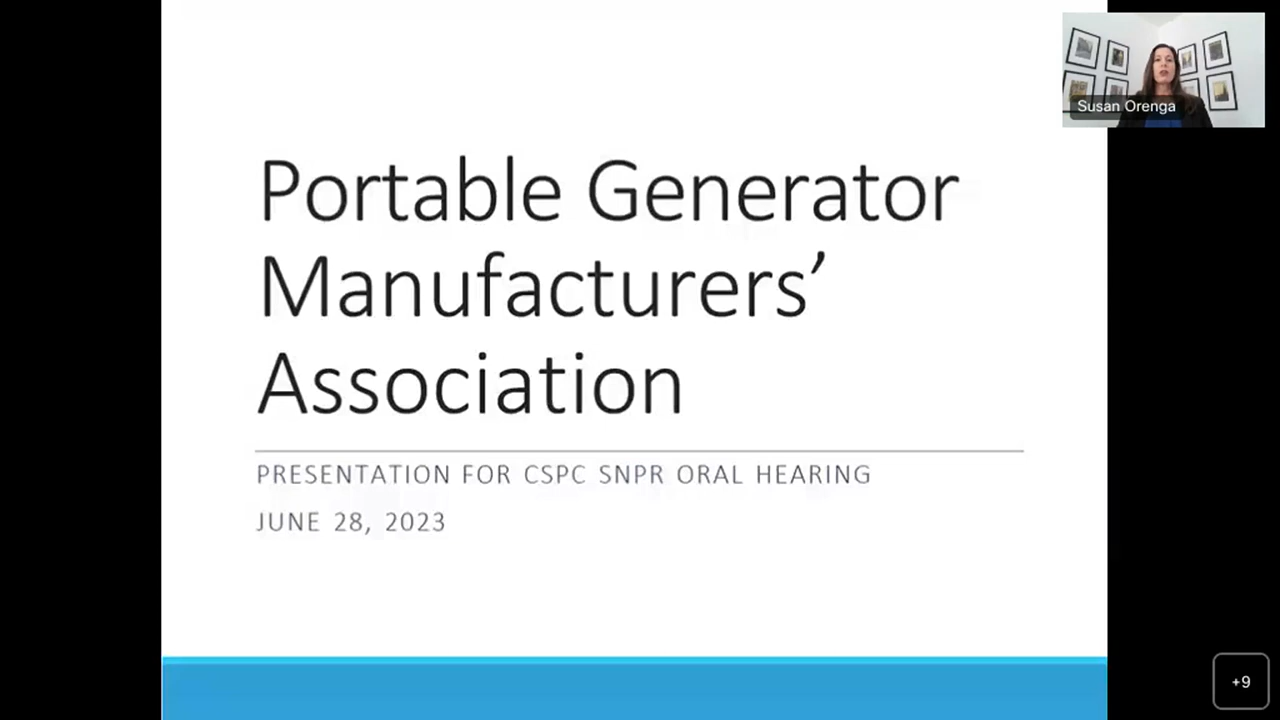 Portable Generator
Manufacturers’
Association
PRESENTATION FOR CSPC SNPR ORAL HEARING
JUNE 28, 2023
Susan Orenga
+9